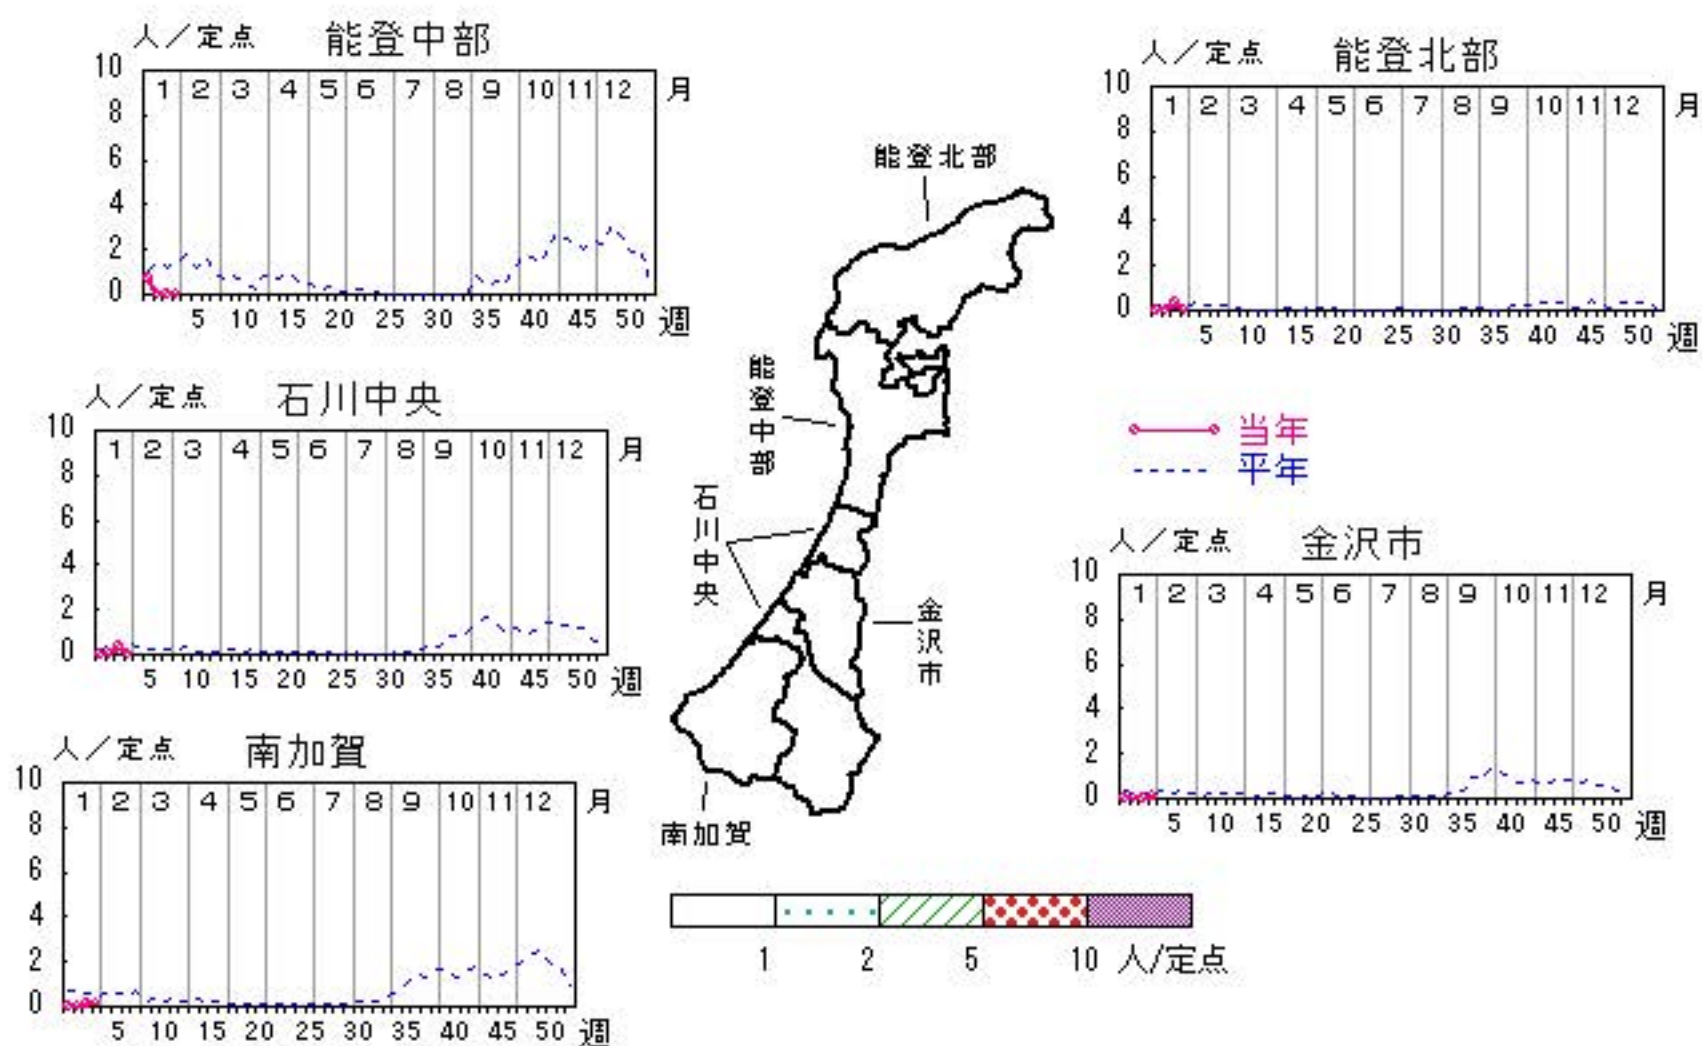 人／定点 能登中部
10 8 6 4 2 0
1 2 3 4 5 6 7 8 9 10 11 12 月
5 10 15 20 25 30 35 40 45 50 週
人／定点 能登北部
10 8 6 4 2 0
1 2 3 4 5 6 7 8 9 10 11 12 月
5 10 15 20 25 30 35 40 45 50 週
人／定点 石川中央
10 8 6 4 2 0
1 2 3 4 5 6 7 8 9 10 11 12 月
5 10 15 20 25 30 35 40 45 50 週
能登北部
能登中部
石川中央
金沢市
南加賀
当年
平年
人／定点 金沢市
10 8 6 4 2 0
1 2 3 4 5 6 7 8 9 10 11 12 月
5 10 15 20 25 30 35 40 45 50 週
人／定点 南加賀
10 8 6 4 2 0
1 2 3 4 5 6 7 8 9 10 11 12 月
5 10 15 20 25 30 35 40 45 50 週
1 2 5 10 人/定点